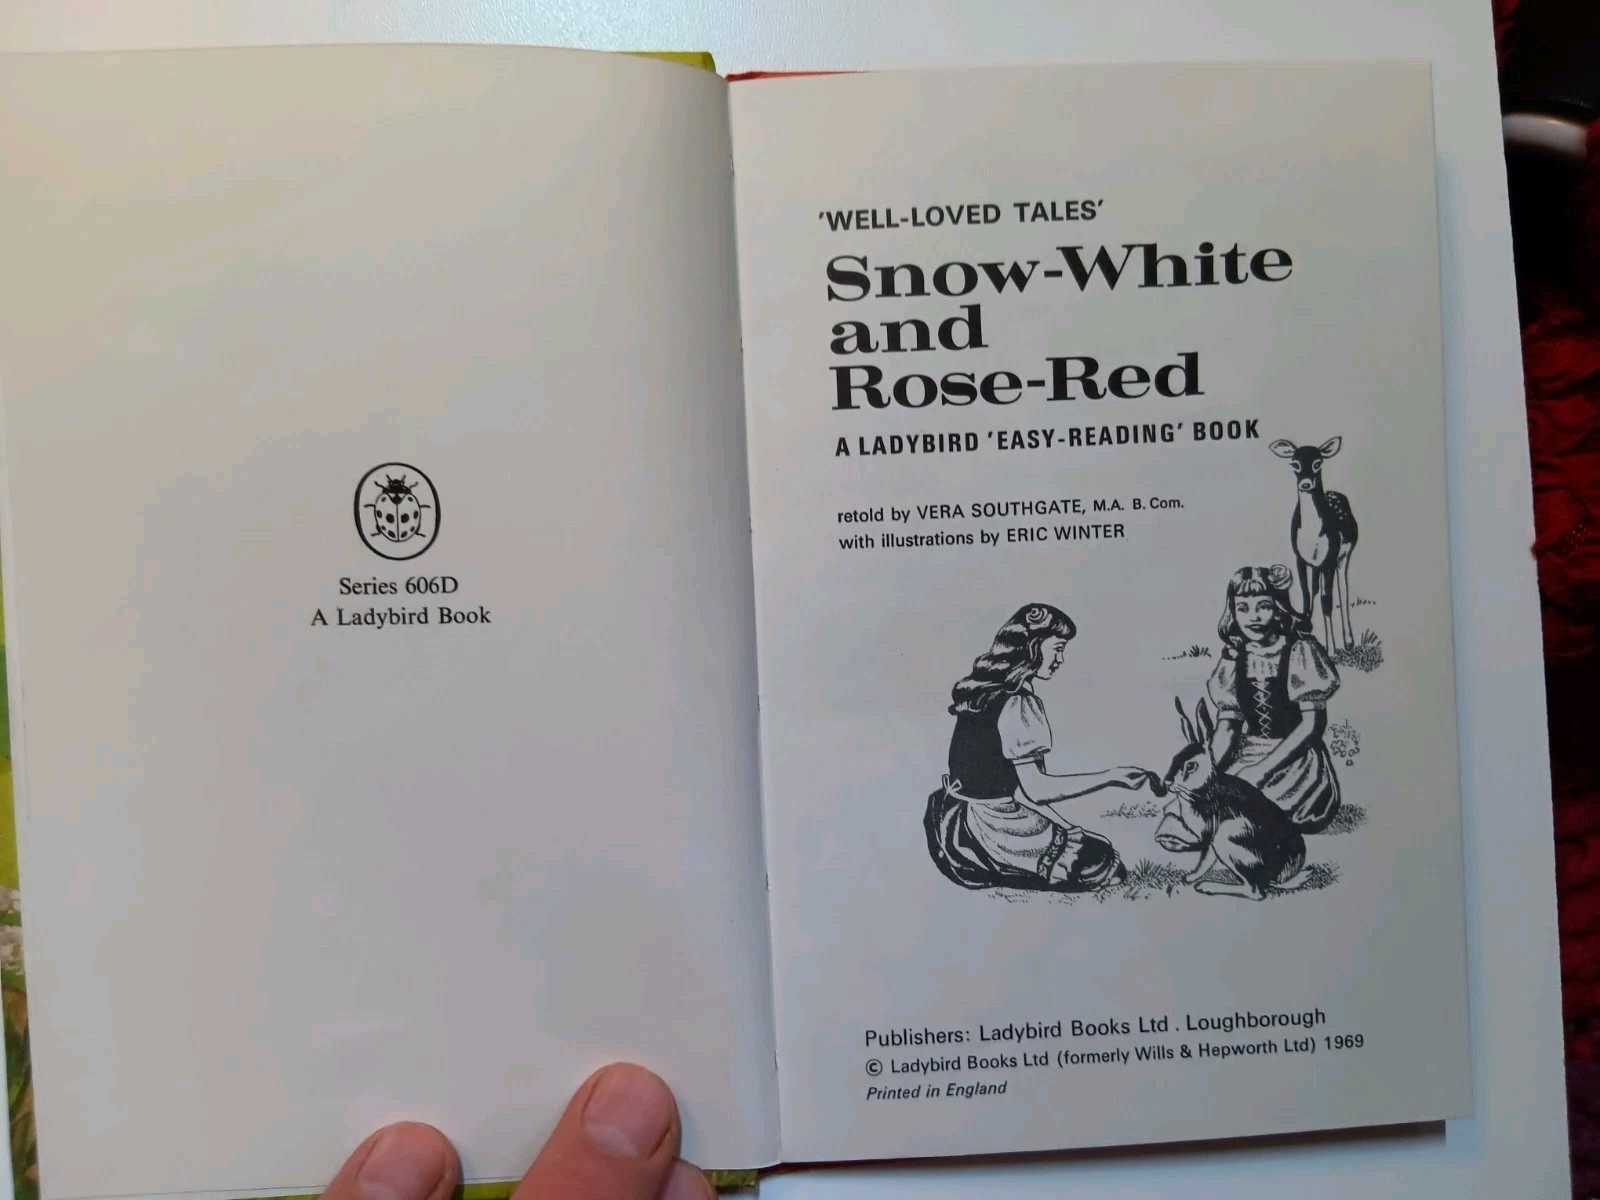 Series 606D
A Ladybird Book
'WELL-LOVED TALES'
Snow-White
and
Rose-Red
A LADYBIRD 'EASY-READING' BOOK
retold by VERA SOUTHGATE, M.A. B.Com.
with illustrations by ERIC WINTER
Publishers: Ladybird Books Ltd . Loughborough
© Ladybird Books Ltd (formerly Wills & Hepworth Ltd) 1969
Printed in England